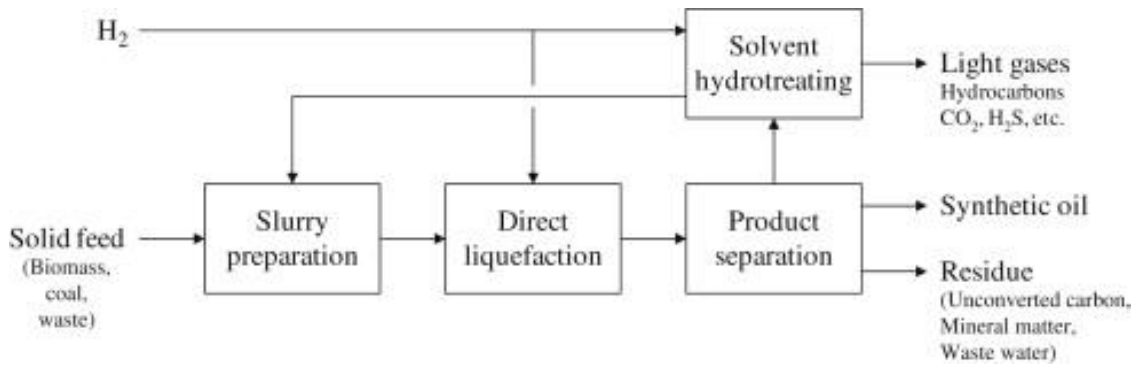 H₂
Solvent
hydrotreating
Light gases
Hydrocarbons
CO₂, H₂S, etc.
Solid feed
(Biomass,
coal,
waste)
Slurry
preparation
Direct
liquefaction
Product
separation
Synthetic oil
Residue
(Unconverted carbon,
Mineral matter,
Waste water)